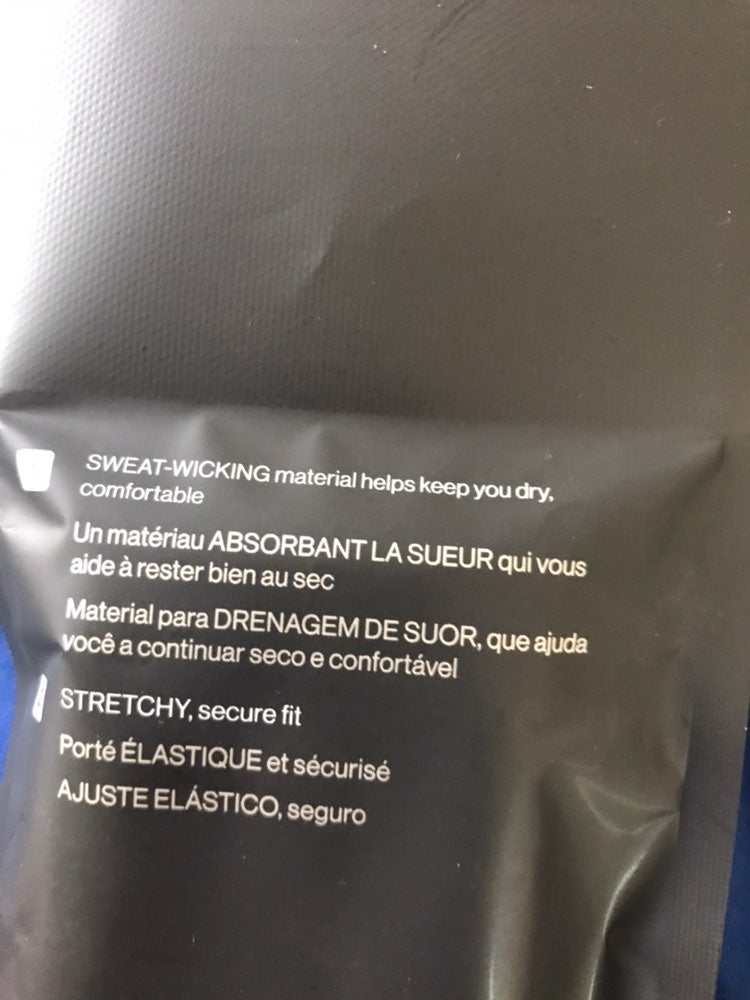 SWEAT-WICKING material helps keep you dry,
comfortable
Un matériau ABSORBANT LA SUEUR qui vous
aide à rester bien au sec
Material para DRENAGEM DE SUOR, que ajuda
você a continuar seco e confortável
STRETCHY, secure fit
Porté ÉLASTIQUE et sécurisé
AJUSTE ELÁSTICO, seguro